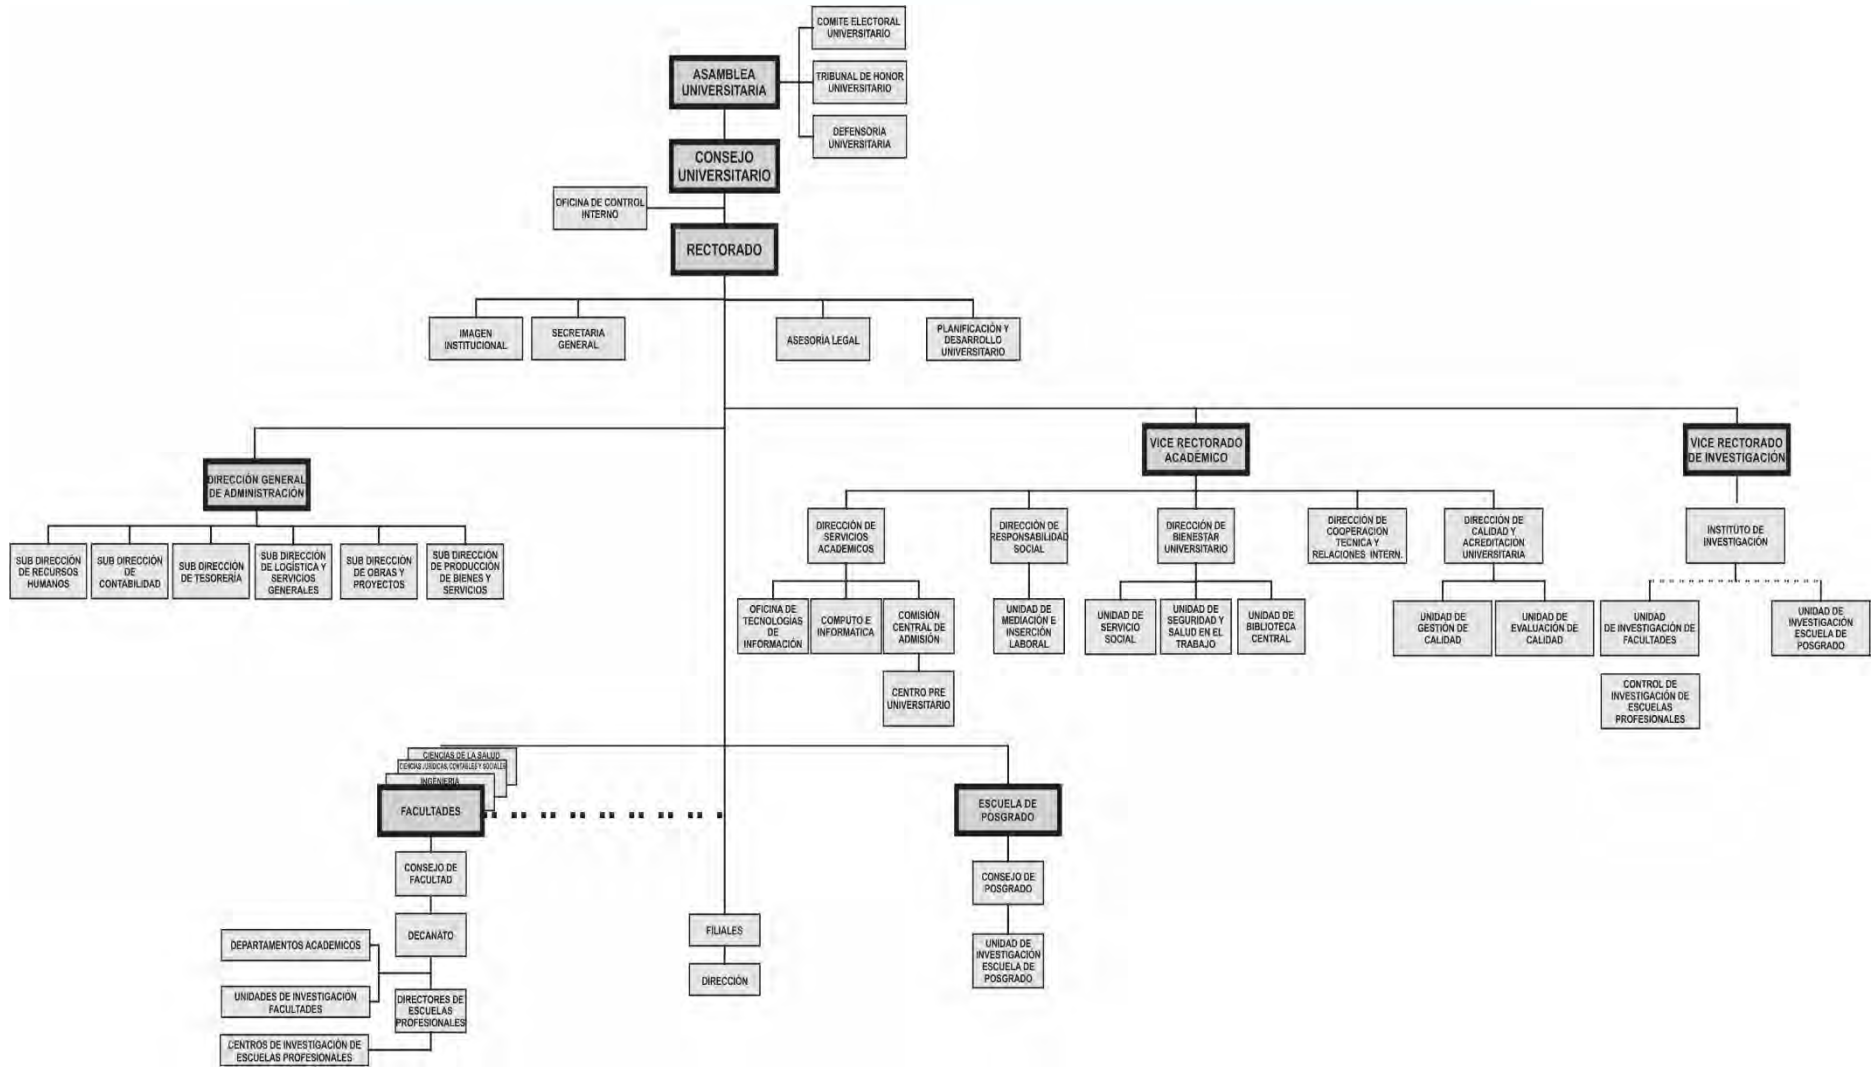 COMITE ELECTORAL
UNIVERSITARIO
ASAMBLEA
UNIVERSITARIA
TRIBUNAL DE HONOR
UNIVERSITARIO
DEFENSORIA
UNIVERSITARIA
CONSEJO
UNIVERSITARIO
OFICINA DE CONTROL
INTERNO
RECTORADO
IMAGEN
INSTITUCIONAL
SECRETARIA
GENERAL
ASESORÍA LEGAL
PLANIFICACIÓN Y
DESARROLLO
UNIVERSITARIO
DIRECCIÓN GENERAL
DE ADMINISTRACIÓN
VICE RECTORADO
ACADÉMICO
VICE RECTORADO
DE INVESTIGACIÓN
SUB DIRECCIÓN
DE RECURSOS
HUMANOS
SUB DIRECCIÓN
DE
CONTABILIDAD
SUB DIRECCIÓN
DE TESORERÍA
SUB DIRECCIÓN
DE LOGÍSTICA Y
SERVICIOS
GENERALES
SUB DIRECCIÓN
DE OBRAS Y
PROYECTOS
SUB DIRECCIÓN
DE PRODUCCIÓN
DE BIENES Y
SERVICIOS
DIRECCIÓN DE
SERVICIOS
ACADEMICOS
DIRECCIÓN DE
RESPONSABILIDAD
SOCIAL
DIRECCIÓN DE
BIENESTAR
UNIVERSITARIO
DIRECCIÓN DE
COOPERACION
TECNICA Y
RELACIONES INTERN.
DIRECCIÓN DE
CALIDAD Y
ACREDITACIÓN
UNIVERSITARIA
INSTITUTO DE
INVESTIGACIÓN
OFICINA DE
TECNOLOGÍAS
DE
INFORMACIÓN
COMPUTO E
INFORMATICA
COMISIÓN
CENTRAL DE
ADMISIÓN
UNIDAD DE
MEDIACIÓN E
INSERCIÓN
LABORAL
UNIDAD DE
SERVICIO
SOCIAL
UNIDAD DE
SEGURIDAD Y
SALUD EN EL
TRABAJO
UNIDAD DE
BIBLIOTECA
CENTRAL
UNIDAD DE
GESTIÓN DE
CALIDAD
UNIDAD DE
EVALUACIÓN DE
CALIDAD
UNIDAD
DE INVESTIGACIÓN DE
FACULTADES
UNIDAD DE
INVESTIGACIÓN
ESCUELA DE
POSGRADO
CENTRO PRE
UNIVERSITARIO
CONTROL DE
INVESTIGACIÓN DE
ESCUELAS
PROFESIONALES
CIENCIAS DE LA SALUD
CIENCIAS JURIDICAS, CONTABLES Y SOCIALES
INGENIERIA
FACULTADES
ESCUELA DE
POSGRADO
CONSEJO DE
FACULTAD
CONSEJO DE
POSGRADO
DECANATO
DEPARTAMENTOS ACADEMICOS
UNIDADES DE INVESTIGACIÓN
FACULTADES
DIRECTORES DE
ESCUELAS
PROFESIONALES
CENTROS DE INVESTIGACIÓN DE
ESCUELAS PROFESIONALES
FILIALES
DIRECCIÓN
UNIDAD DE
INVESTIGACIÓN
ESCUELA DE
POSGRADO